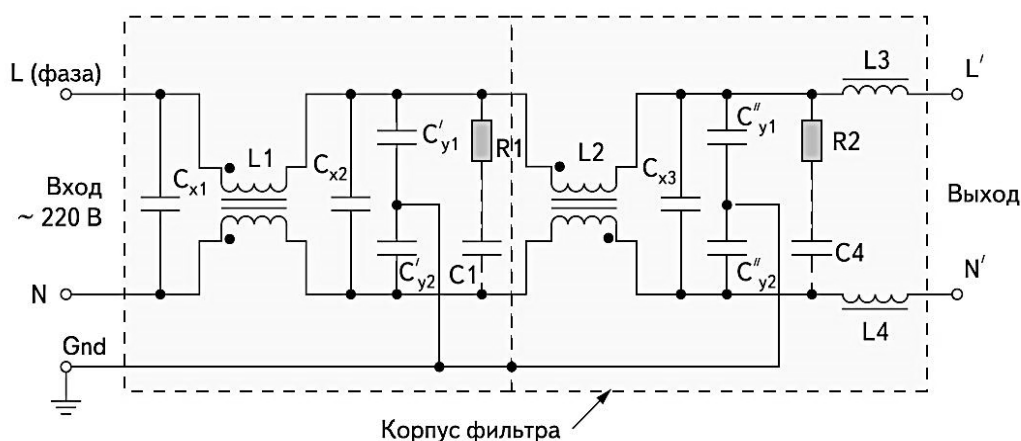 L (фаза)
Вход
~ 220 В
N
Gnd
Cx1
L1
Cx2
C′y1
C′y2
R1
C1
L2
Cx3
C″y1
C″y2
R2
C4
L3
L′
Выход
N′
L4
Корпус фильтра